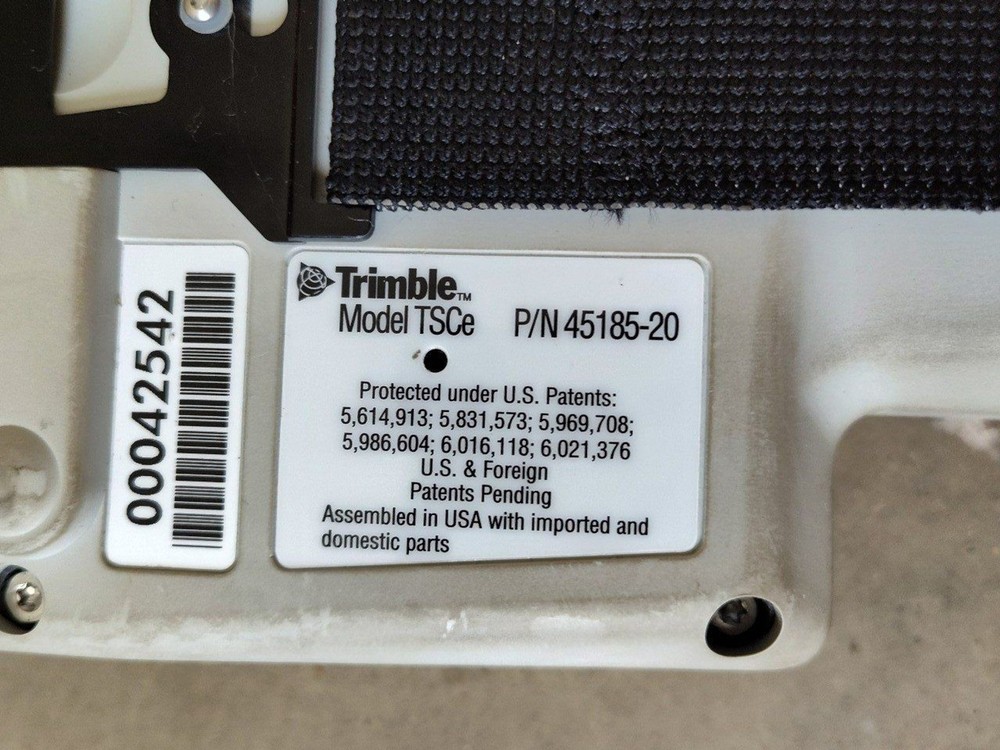 00042542
Trimble™
Model TSCe P/N 45185-20
Protected under U.S. Patents:
5,614,913; 5,831,573; 5,969,708;
5,986,604; 6,016,118; 6,021,376
U.S. & Foreign
Patents Pending
Assembled in USA with imported and
domestic parts